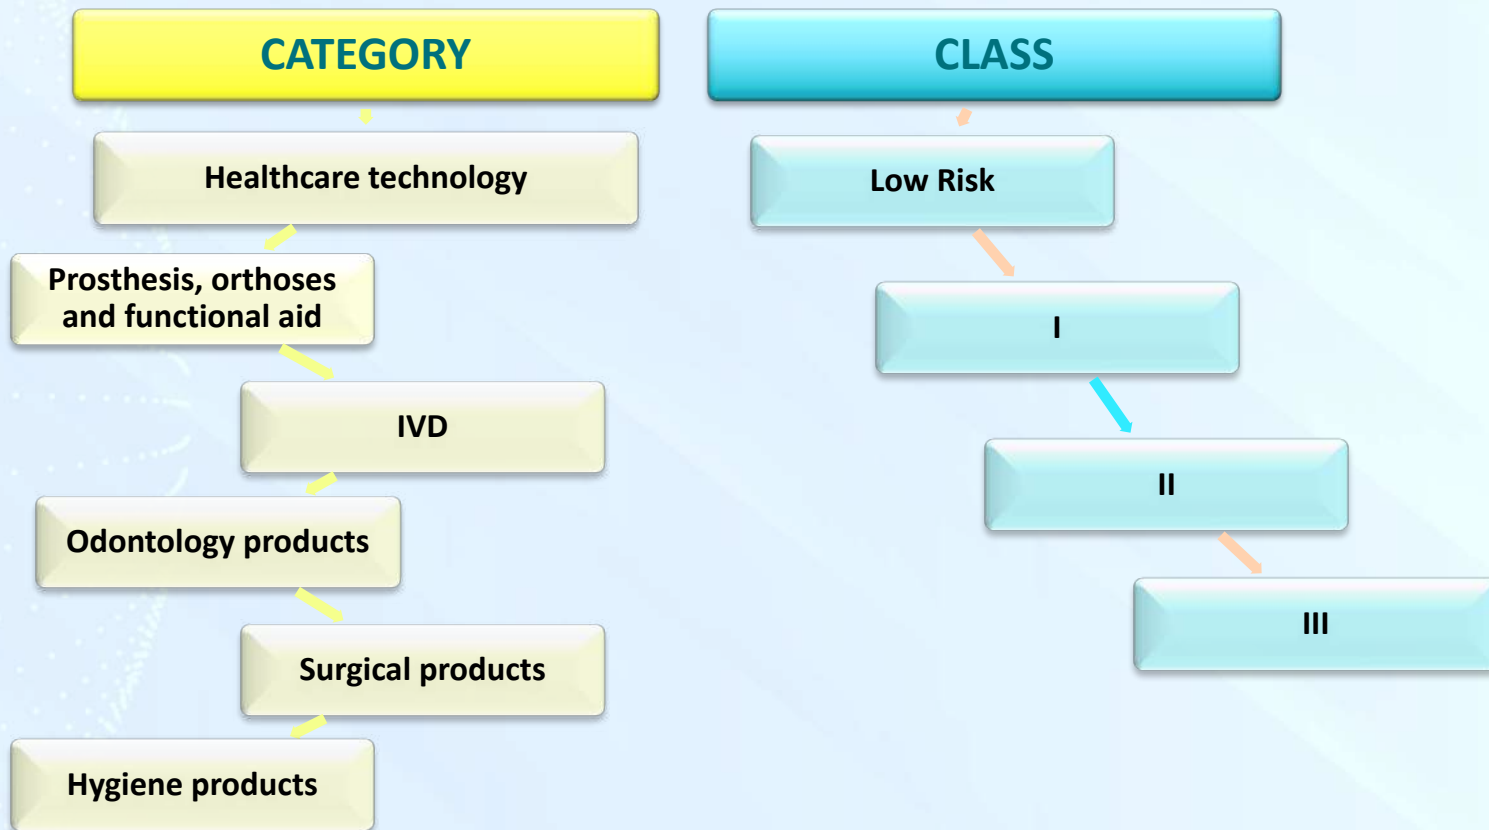 CATEGORY
Healthcare technology
Prosthesis, orthoses
and functional aid
IVD
Odontology products
Surgical products
Hygiene products
CLASS
Low Risk
I
II
III